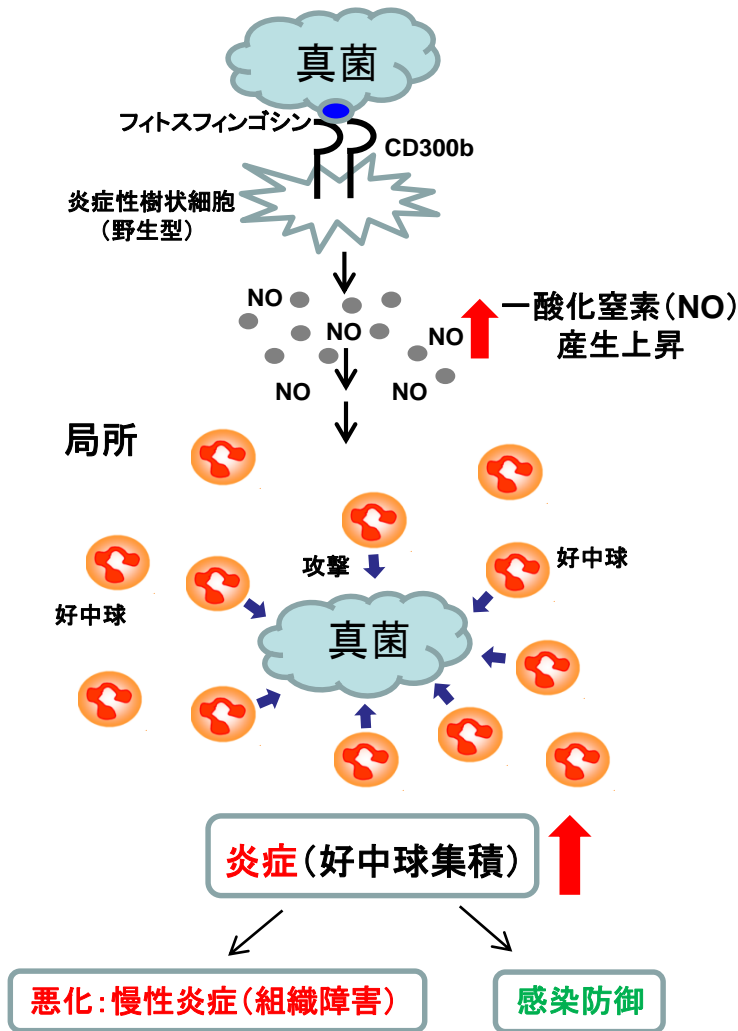 真菌
フィトスフィンゴシン
CD300b
炎症性樹状細胞
（野生型）
NO
NO
NO
NO
NO
一酸化窒素（NO）
産生上昇
局所
攻撃
好中球
好中球
真菌
炎症（好中球集積）
悪化：慢性炎症（組織障害）
感染防御